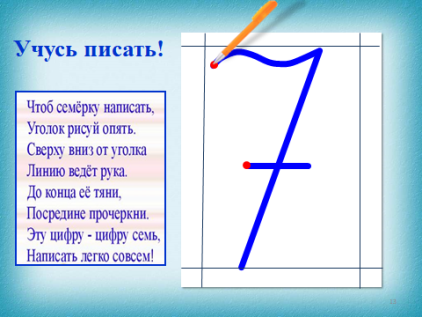 Учусь писать!
Чтоб семёрку написать,
Уголок рисуй опять.
Сверху вниз от уголка
Линию ведёт рука.
До конца её тяни,
Посредине прочеркни.
Эту цифру - цифру семь,
Написать легко совсем!
7